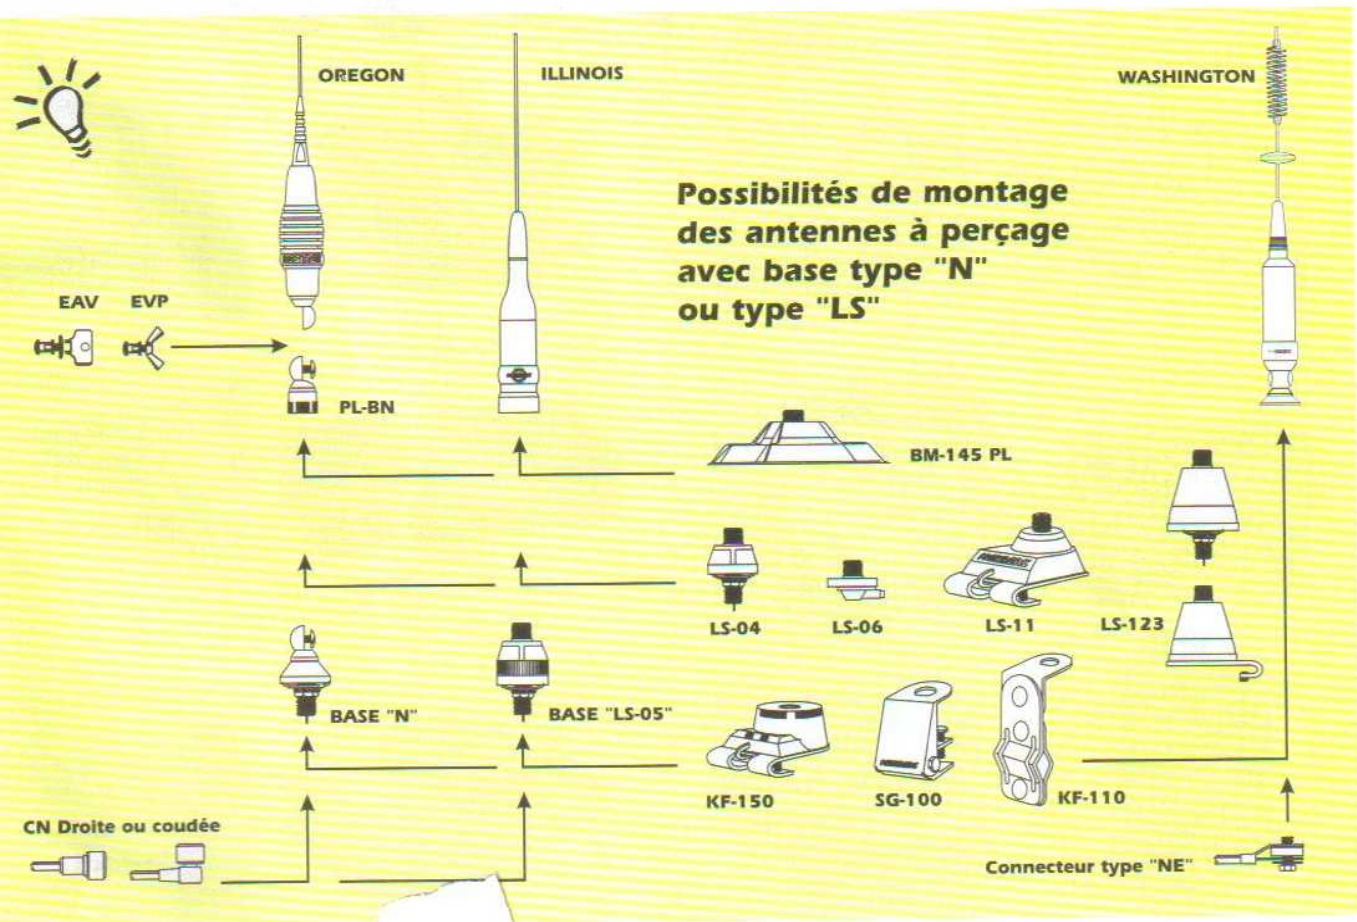 OREGON
ILLINOIS
WASHINGTON
Possibilités de montage
des antennes à perçage
avec base type "N"
ou type "LS"
EAV
EVP
PL-BN
BM-145 PL
LS-04
LS-06
LS-11
LS-123
BASE "N"
BASE "LS-05"
KF-150
SG-100
KF-110
CN Droite ou coudée
Connecteur type "NE"